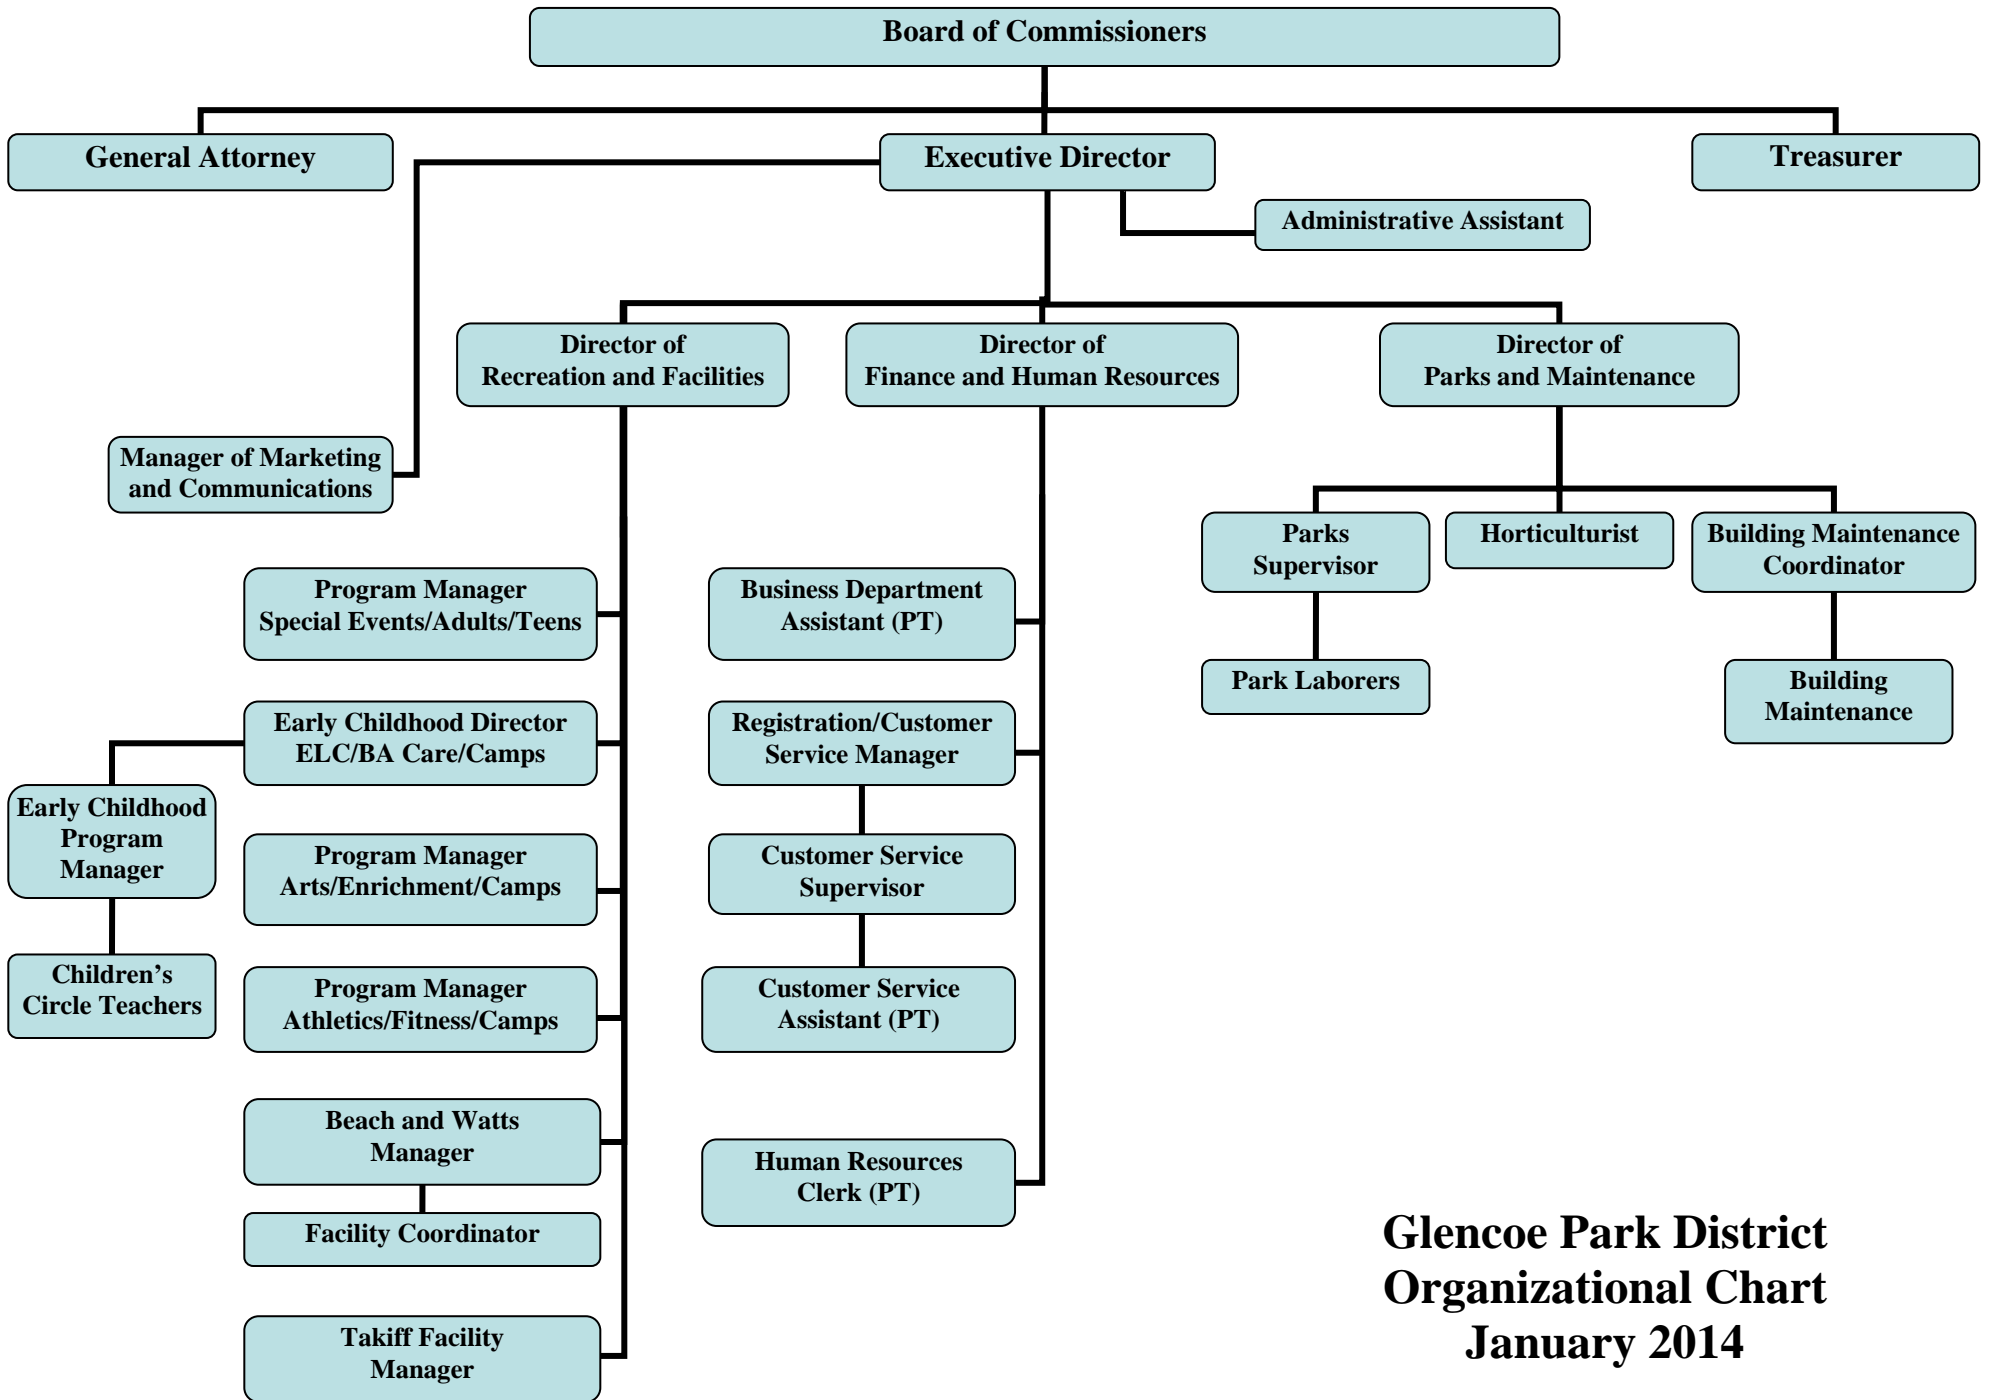 Board of Commissioners
General Attorney
Executive Director
Treasurer
Administrative Assistant
Director of
Recreation and Facilities
Director of
Finance and Human Resources
Director of
Parks and Maintenance
Manager of Marketing
and Communications
Parks
Supervisor
Horticulturist
Building Maintenance
Coordinator
Program Manager
Special Events/Adults/Teens
Business Department
Assistant (PT)
Park Laborers
Building
Maintenance
Early Childhood Director
ELC/BA Care/Camps
Registration/Customer
Service Manager
Early Childhood
Program
Manager
Program Manager
Arts/Enrichment/Camps
Customer Service
Supervisor
Children’s
Circle Teachers
Program Manager
Athletics/Fitness/Camps
Customer Service
Assistant (PT)
Beach and Watts
Manager
Human Resources
Clerk (PT)
Facility Coordinator
Takiff Facility
Manager
Glencoe Park District
Organizational Chart
January 2014